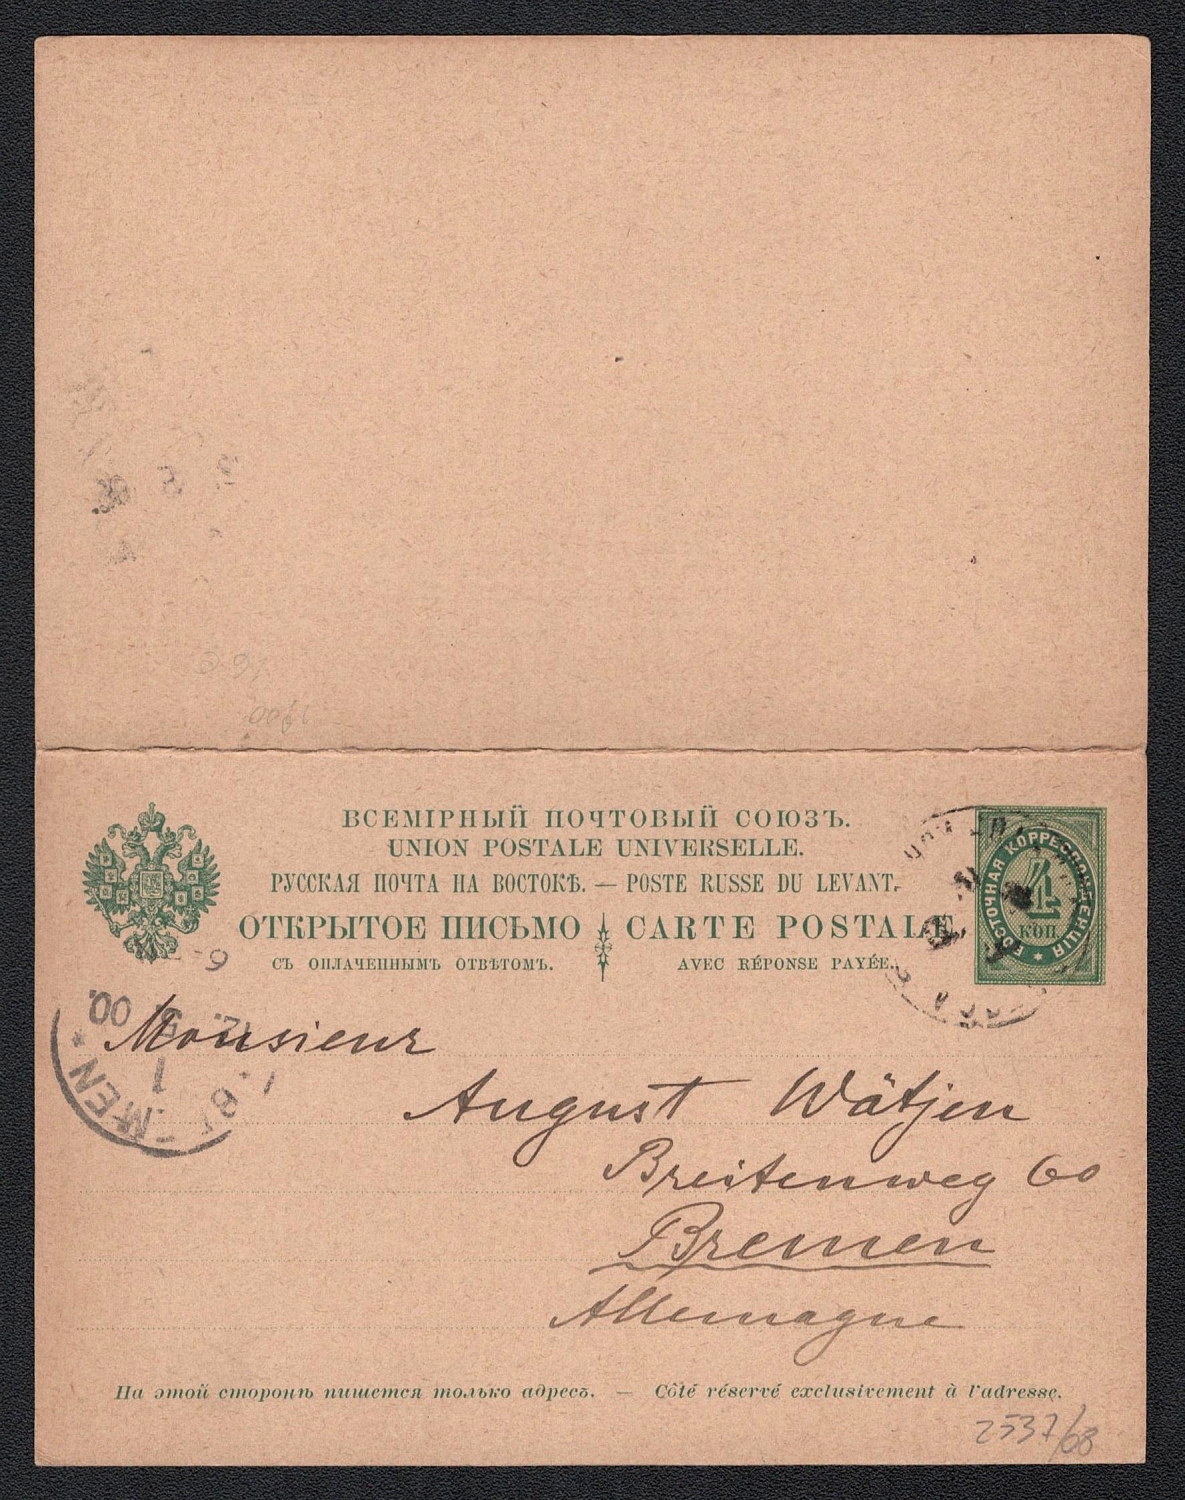 1900
ВСЕМІРНЫЙ ПОЧТОВЫЙ СОЮЗЪ.
UNION POSTALE UNIVERSELLE.
РУССКАЯ ПОЧТА НА ВОСТОКѢ. — POSTE RUSSE DU LEVANT.
ОТКРЫТОЕ ПИСЬМО CARTE POSTALE
СЪ ОПЛАЧЕННЫМЪ ОТВѢТОМЪ. AVEC RÉPONSE PAYÉE.
ВОСТОЧНАЯ КОРРЕСПОНДЕНЦІЯ
4
КОП
Monsieur
August Wätjen
Breitenweg 60
Bremen
Allemagne
На этой сторонѣ пишется только адресъ. — Côté réservé exclusivement à l'adresse.
2537/68